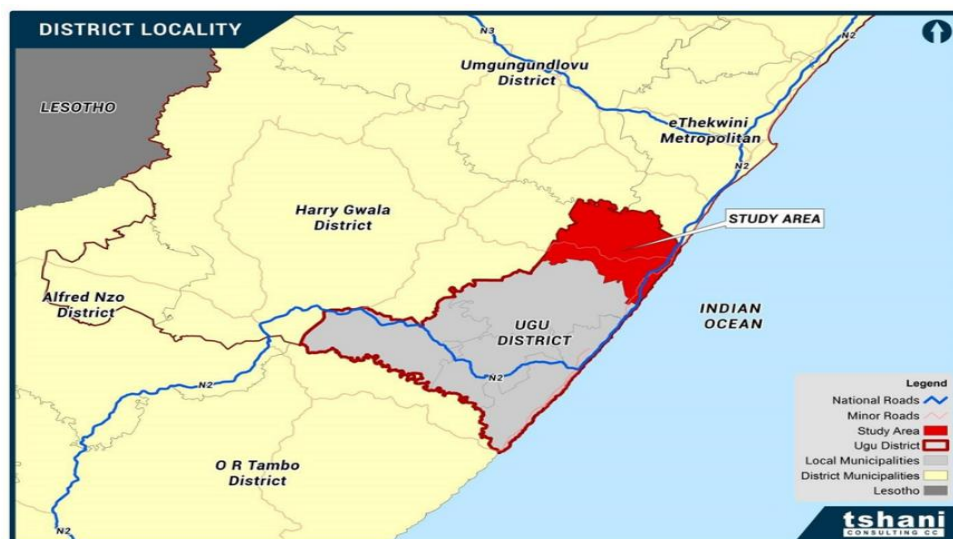 DISTRICT LOCALITY
N3
N2
Umgungundlovu
District
LESOTHO
eThekwini
Metropolitan
N2
Harry Gwala
District
STUDY AREA
Alfred Nzo
District
INDIAN
OCEAN
UGU
DISTRICT
N2
N2
O R Tambo
District
N2
Legend
National Roads
Minor Roads
Study Area
Ugu District
Local Municipalities
District Municipalities
Lesotho
tshani
CONSULTING CC